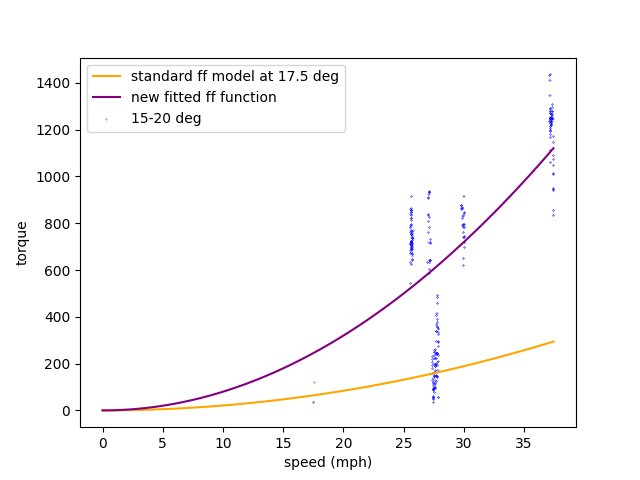 standard ff model at 17.5 deg
new fitted ff function
15-20 deg
1400
1200
1000
800
600
400
200
0
torque
0 5 10 15 20 25 30 35
speed (mph)